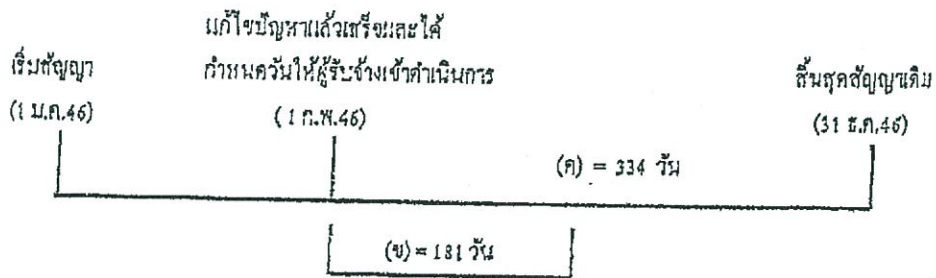 แก้ไขปัญหาแล้วเสร็จและได้
เริ่มสัญญา
กำหนดวันให้ผู้รับจ้างเข้าดำเนินการ
สิ้นสุดสัญญาเดิม
(1 ม.ค.46)
(1 ก.พ.46)
(31 ธ.ค.46)
(ค) = 334 วัน
(ข) = 181 วัน